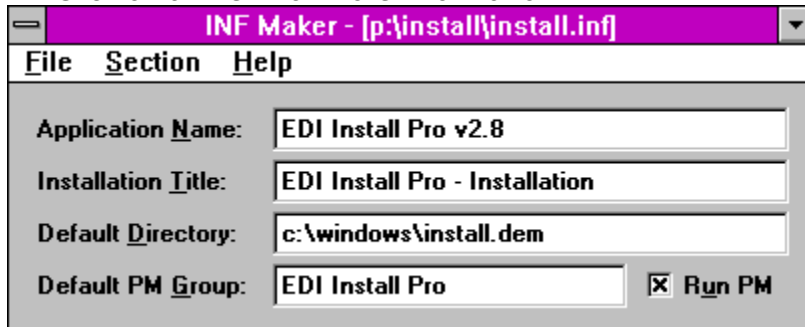 INF Maker - [p:\install\install.inf]
File Section Help
Application Name: EDI Install Pro v2.8
Installation Title: EDI Install Pro - Installation
Default Directory: c:\windows\install.dem
Default PM Group: EDI Install Pro Run PM